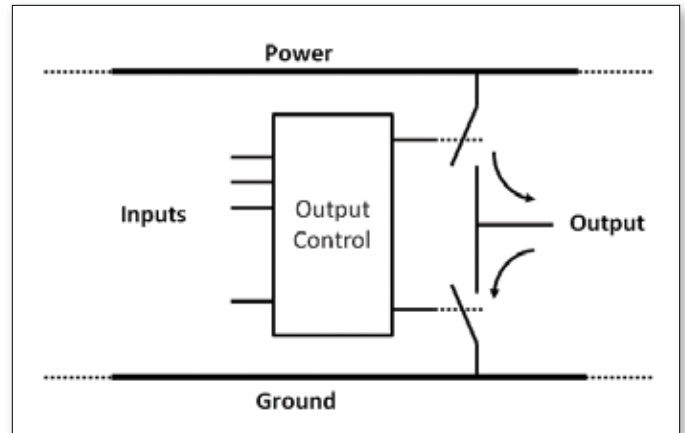 Power
Inputs
Output
Control
Output
Ground